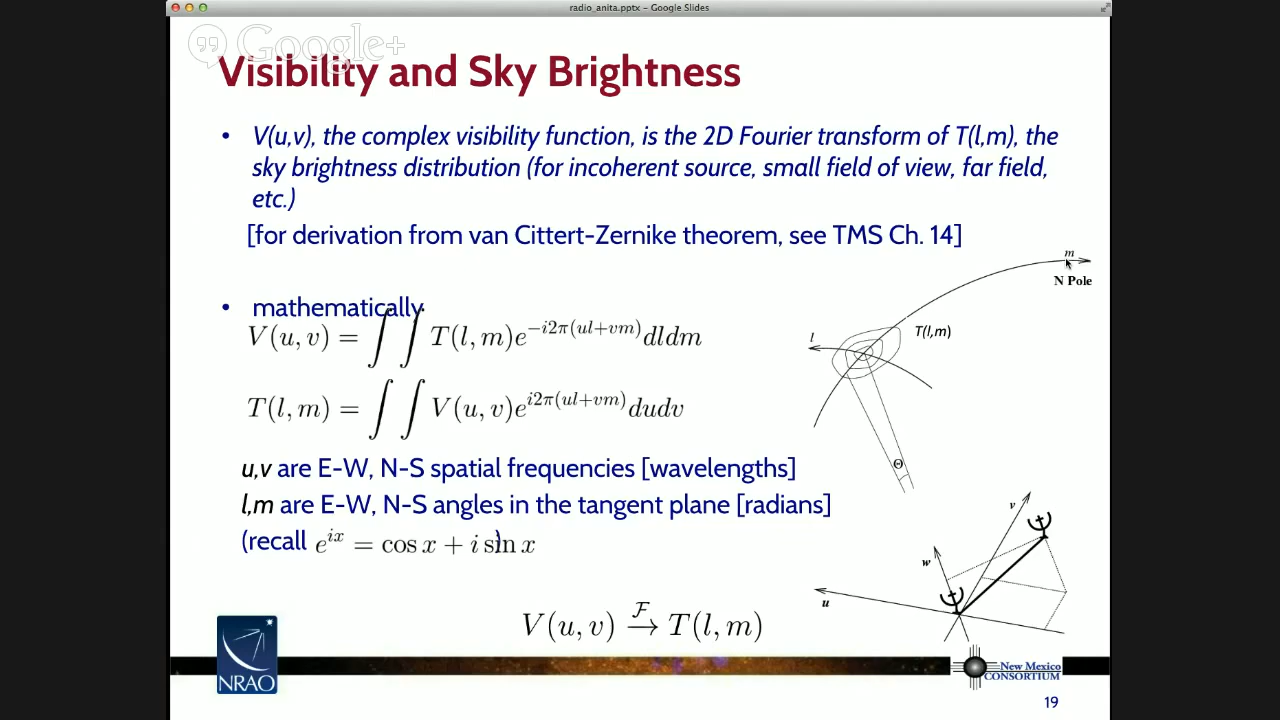 radio_anita.pptx - Google Slides
Google+
Visibility and Sky Brightness
• V(u,v), the complex visibility function, is the 2D Fourier transform of T(l,m), the
sky brightness distribution (for incoherent source, small field of view, far field,
etc.)
[for derivation from van Cittert-Zernike theorem, see TMS Ch. 14]
m
N Pole
• mathematically
V(u, v) = ∫ ∫ T(l, m)e^{−i2π(ul+vm)}dldm
l
T(l,m)
T(l, m) = ∫ ∫ V(u, v)e^{i2π(ul+vm)}dudv
Θ
u,v are E-W, N-S spatial frequencies [wavelengths]
l,m are E-W, N-S angles in the tangent plane [radians]
(recall e^{ix} = cos x + i sin x )
v
w
u
V(u, v) →^{ℱ} T(l, m)
NRAO
New Mexico
CONSORTIUM
19